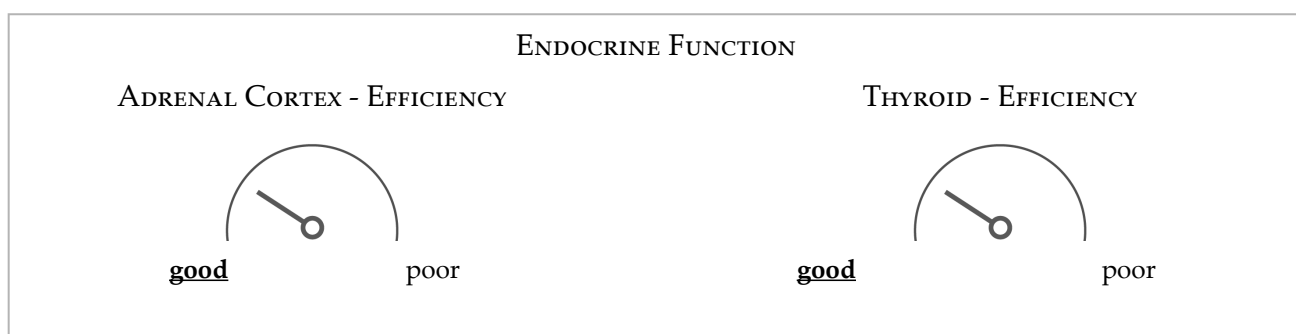 Endocrine Function
Adrenal Cortex - Efficiency
Thyroid - Efficiency
good poor
good poor